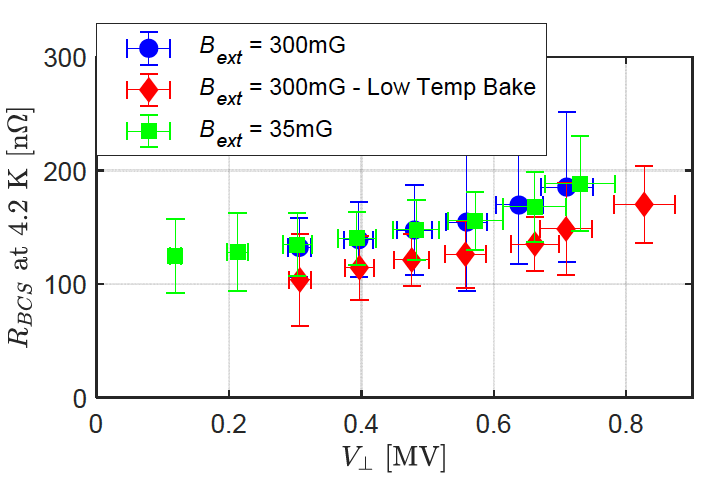 B_ext = 300mG
B_ext = 300mG - Low Temp Bake
B_ext = 35mG
300
200
100
0
R_BCS at 4.2 K [nΩ]
0 0.2 0.4 0.6 0.8
V_⊥ [MV]